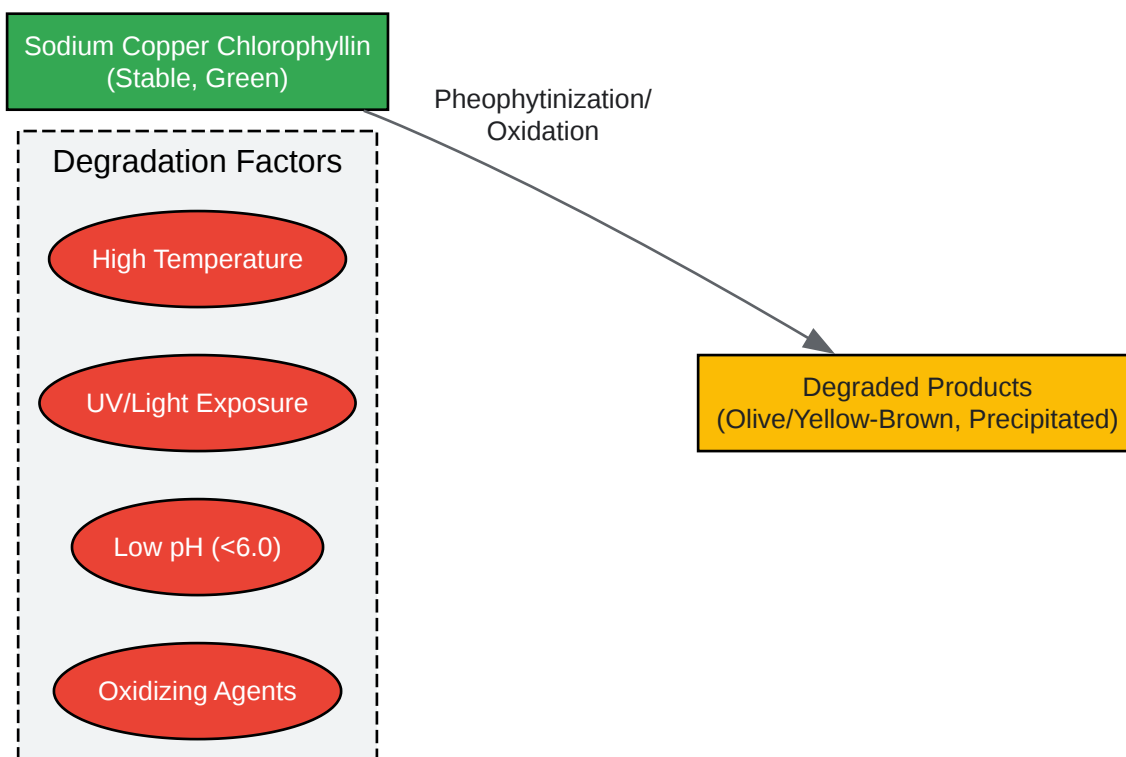 Sodium Copper Chlorophyllin
(Stable, Green)
Pheophytinization/
Oxidation
Degradation Factors
High Temperature
UV/Light Exposure
Low pH (<6.0)
Oxidizing Agents
Degraded Products
(Olive/Yellow-Brown, Precipitated)